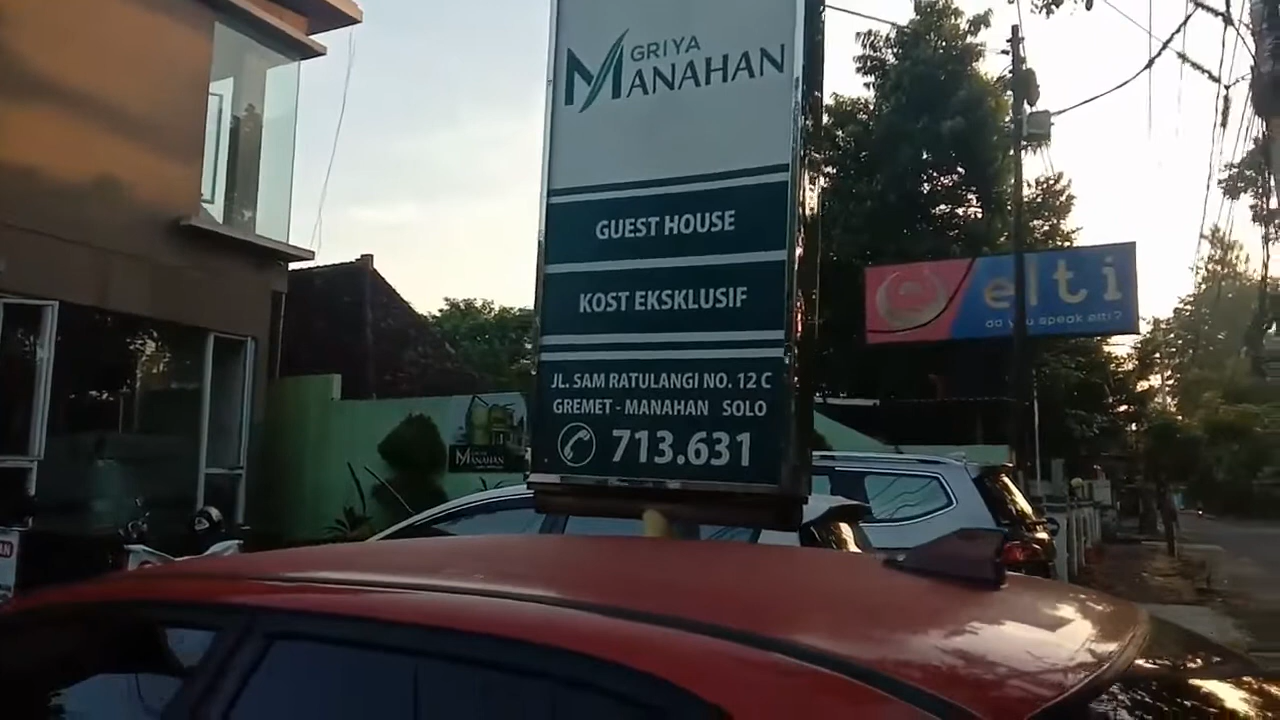 GRIYA
MANAHAN
GUEST HOUSE
KOST EKSKLUSIF
JL. SAM RATULANGI NO. 12 C
GREMET - MANAHAN SOLO
713.631
elti
do you speak elti?
MANAHAN